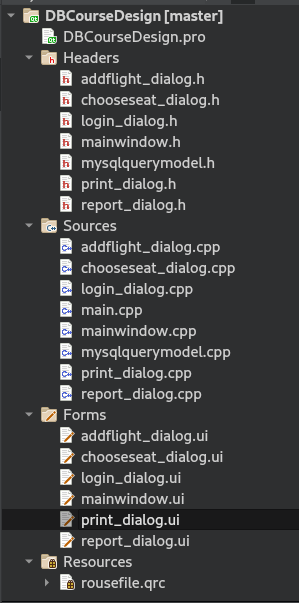 DBCourseDesign [master]
DBCourseDesign.pro
Headers
addflight_dialog.h
chooseseat_dialog.h
login_dialog.h
mainwindow.h
mysqlquerymodel.h
print_dialog.h
report_dialog.h
Sources
addflight_dialog.cpp
chooseseat_dialog.cpp
login_dialog.cpp
main.cpp
mainwindow.cpp
mysqlquerymodel.cpp
print_dialog.cpp
report_dialog.cpp
Forms
addflight_dialog.ui
chooseseat_dialog.ui
login_dialog.ui
mainwindow.ui
print_dialog.ui
report_dialog.ui
Resources
rousefile.qrc